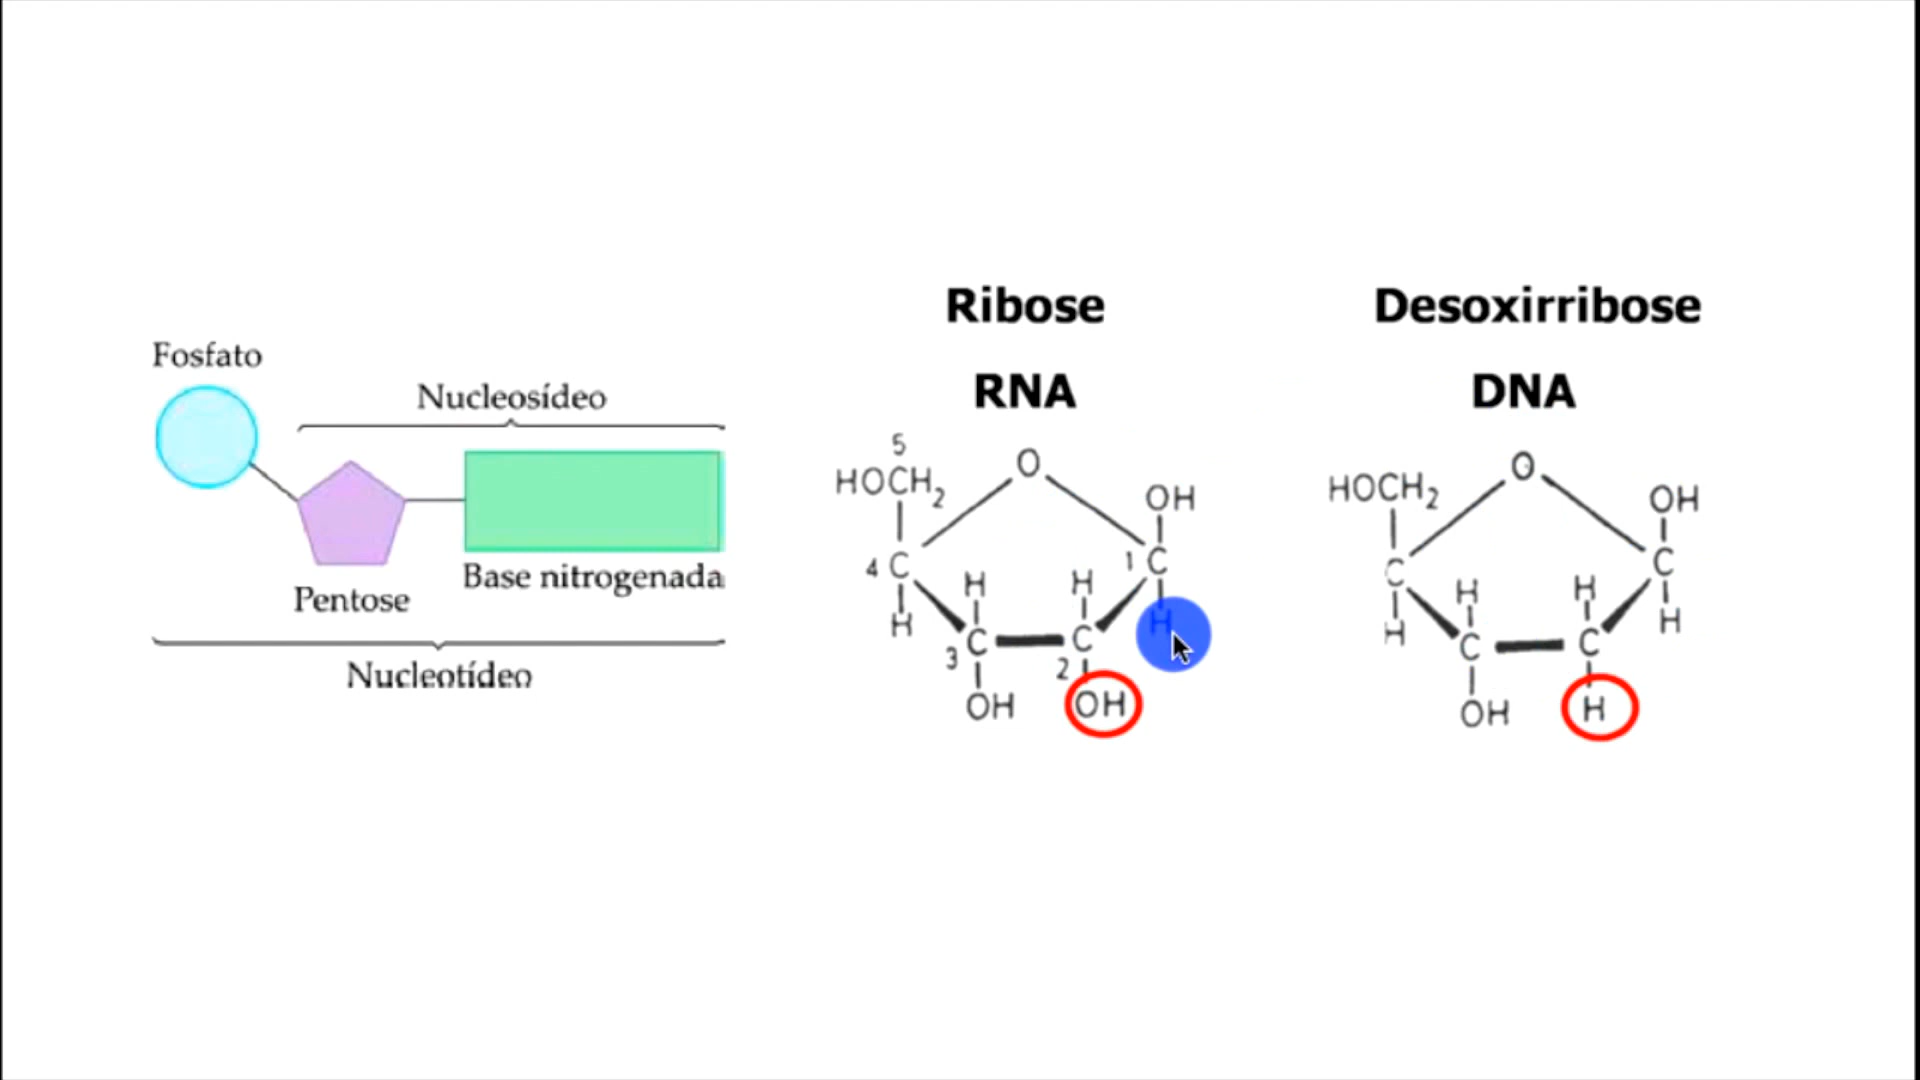 Fosfato
Nucleosídeo
Base nitrogenada
Pentose
Nucleotídeo
Ribose
RNA
5
HOCH2
O
OH
4 C
1 C
H
H
H
H
3 C
2 C
OH
OH
Desoxirribose
DNA
HOCH2
O
OH
C
C
H
H
H
H
C
C
OH
H